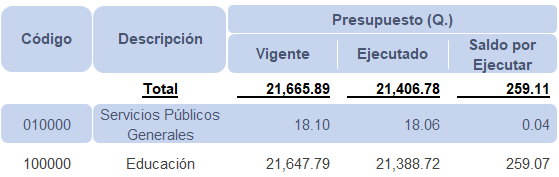 Código Descripción Presupuesto (Q.)
Vigente Ejecutado Saldo por Ejecutar
Total 21,665.89 21,406.78 259.11
010000 Servicios Públicos Generales 18.10 18.06 0.04
100000 Educación 21,647.79 21,388.72 259.07